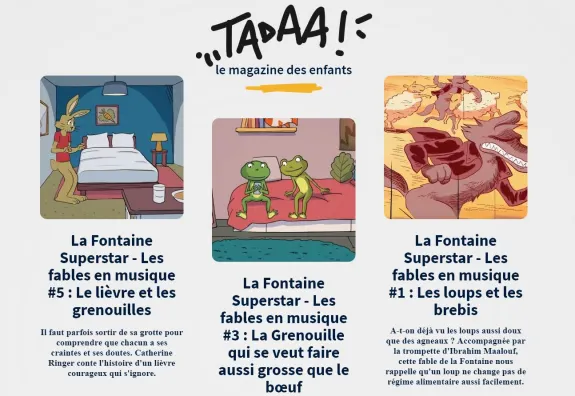 TADAA!
le magazine des enfants
La Fontaine
Superstar - Les
fables en musique
#5 : Le lièvre et les
grenouilles
Il faut parfois sortir de sa grotte pour
comprendre que chacun a ses
craintes et ses doutes. Catherine
Ringer conte l'histoire d'un lièvre
courageux qui s'ignore.
La Fontaine
Superstar - Les
fables en musique
#3 : La Grenouille
qui se veut faire
aussi grosse que le
bœuf
La Fontaine
Superstar - Les
fables en musique
#1 : Les loups et les
brebis
A-t-on déjà vu les loups aussi doux
que des agneaux ? Accompagnée par
la trompette d'Ibrahim Maalouf,
cette fable de la Fontaine nous
rappelle qu'un loup ne change pas de
régime alimentaire aussi facilement.